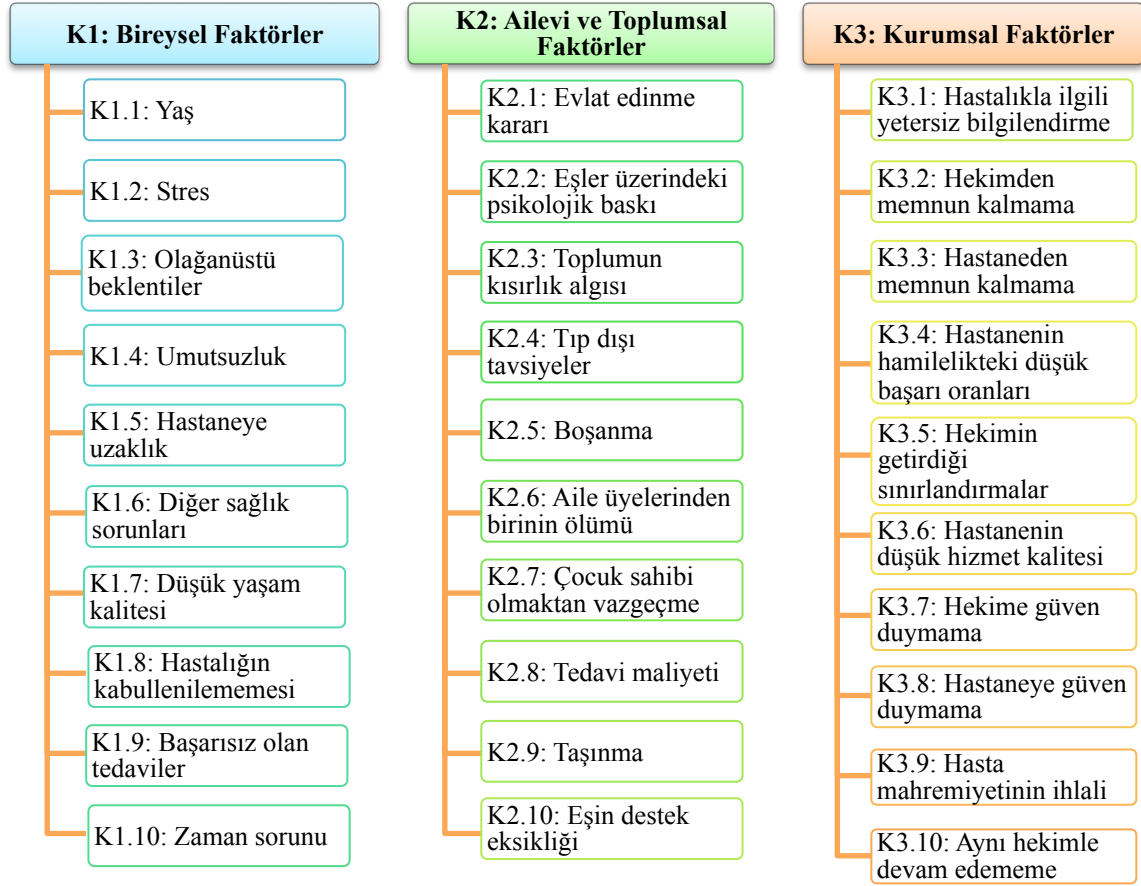 K1: Bireysel Faktörler
K1.1: Yaş
K1.2: Stres
K1.3: Olağanüstü
beklentiler
K1.4: Umutsuzluk
K1.5: Hastaneye
uzaklık
K1.6: Diğer sağlık
sorunları
K1.7: Düşük yaşam
kalitesi
K1.8: Hastalığın
kabullenilememesi
K1.9: Başarısız olan
tedaviler
K1.10: Zaman sorunu
K2: Ailevi ve Toplumsal
Faktörler
K2.1: Evlat edinme
kararı
K2.2: Eşler üzerindeki
psikolojik baskı
K2.3: Toplumun
kısırlık algısı
K2.4: Tıp dışı
tavsiyeler
K2.5: Boşanma
K2.6: Aile üyelerinden
birinin ölümü
K2.7: Çocuk sahibi
olmaktan vazgeçme
K2.8: Tedavi maliyeti
K2.9: Taşınma
K2.10: Eşin destek
eksikliği
K3: Kurumsal Faktörler
K3.1: Hastalıkla ilgili
yetersiz bilgilendirme
K3.2: Hekimden
memnun kalmama
K3.3: Hastaneden
memnun kalmama
K3.4: Hastanenin
hamilelikteki düşük
başarı oranları
K3.5: Hekimin
getirdiği
sınırlandırmalar
K3.6: Hastanenin
düşük hizmet kalitesi
K3.7: Hekime güven
duymama
K3.8: Hastaneye güven
duymama
K3.9: Hasta
mahremiyetinin ihlali
K3.10: Aynı hekimle
devam edememe